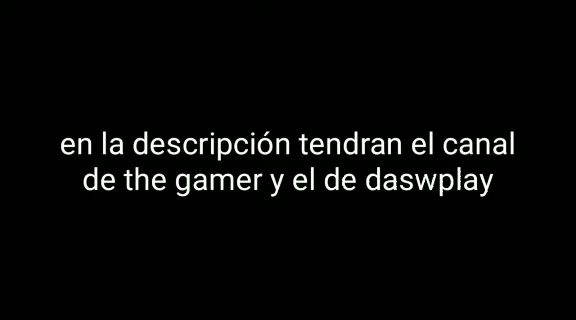 en la descripción tendran el canal
de the gamer y el de daswplay